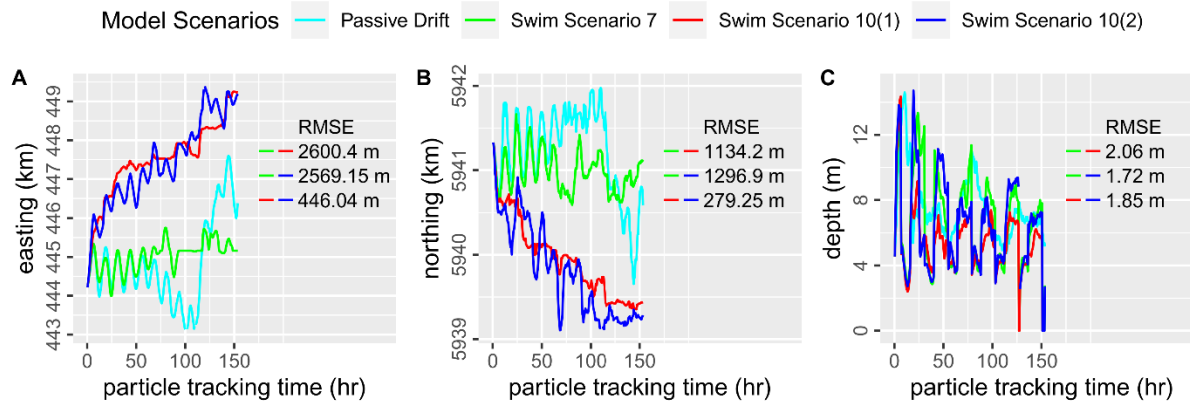 Model Scenarios Passive Drift Swim Scenario 7 Swim Scenario 10(1) Swim Scenario 10(2)
A
easting (km)
443 444 445 446 447 448 449
RMSE
2600.4 m
2569.15 m
446.04 m
0 50 100 150
particle tracking time (hr)
B
northing (km)
5939 5940 5941 5942
RMSE
1134.2 m
1296.9 m
279.25 m
0 50 100 150
particle tracking time (hr)
C
depth (m)
12
8
4
0
RMSE
2.06 m
1.72 m
1.85 m
0 50 100 150
particle tracking time (hr)